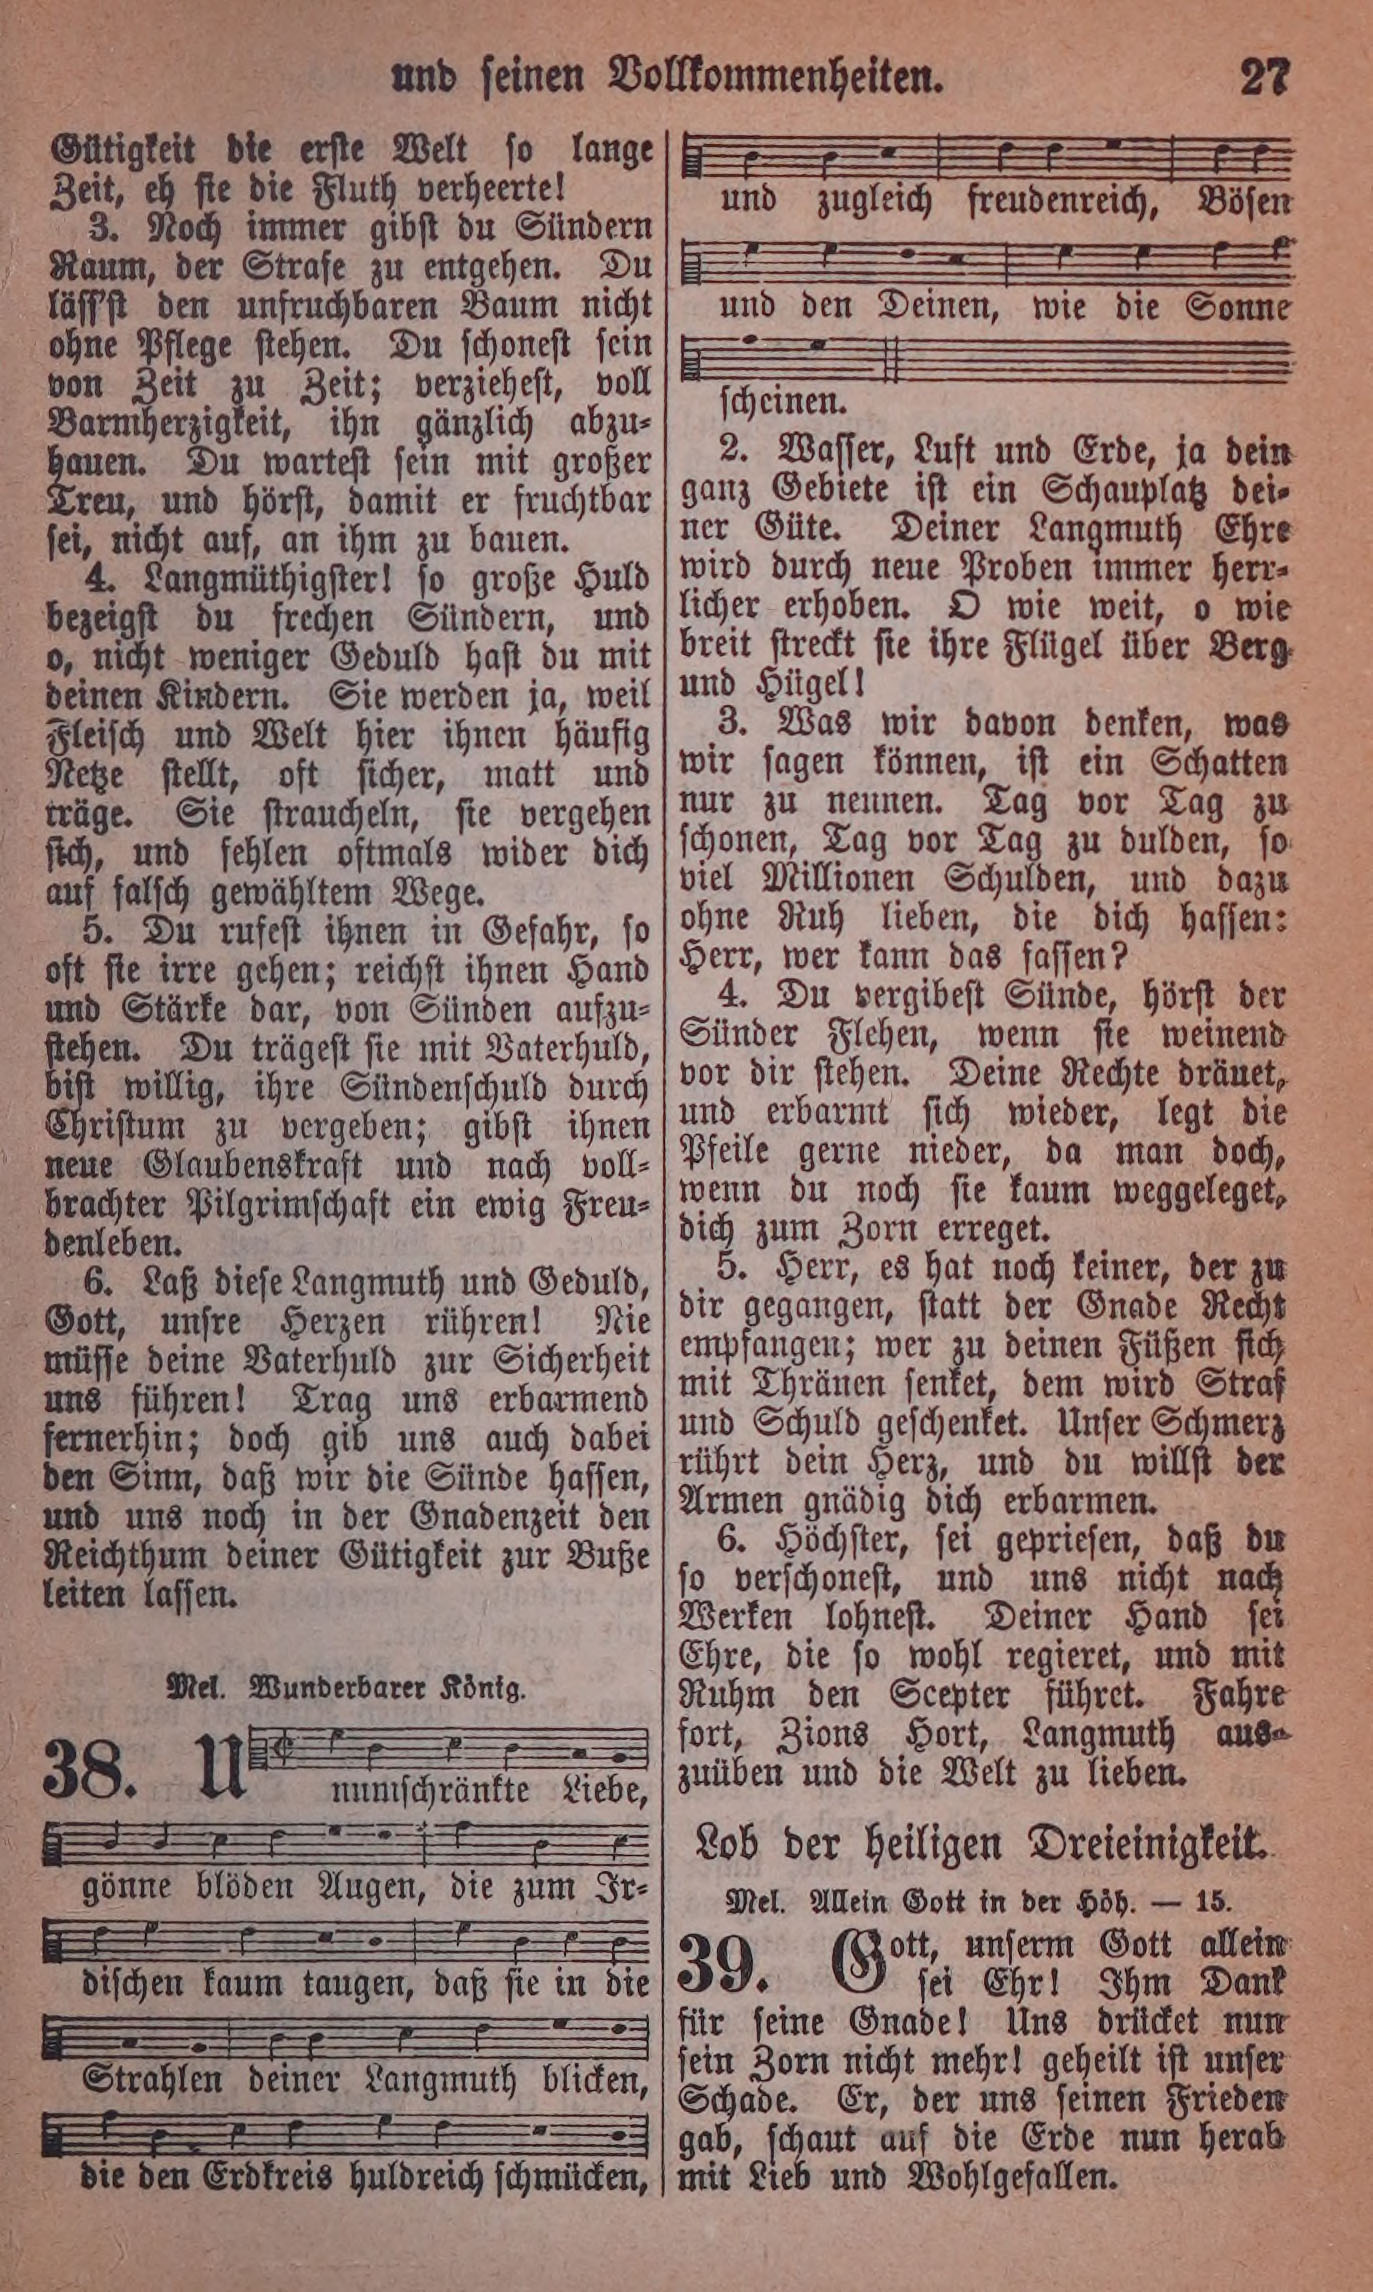 und seinen Vollkommenheiten.
27
Gütigkeit die erste Welt so lange
Zeit, eh sie die Fluth verheerte!
3. Noch immer gibst du Sündern
Raum, der Strafe zu entgehen. Du
läss'st den unfruchbaren Baum nicht
ohne Pflege stehen. Du schonest sein
von Zeit zu Zeit; verziehest, voll
Barmherzigkeit, ihn gänzlich abzu-
hauen. Du wartest sein mit großer
Treu, und hörst, damit er fruchtbar
sei, nicht auf, an ihm zu bauen.
4. Langmüthigster! so große Huld
bezeigst du frechen Sündern, und
o, nicht weniger Geduld hast du mit
deinen Kindern. Sie werden ja, weil
Fleisch und Welt hier ihnen häufig
Netze stellt, oft sicher, matt und
träge. Sie straucheln, sie vergehen
sich, und fehlen oftmals wider dich
auf falsch gewähltem Wege.
5. Du rufest ihnen in Gefahr, so
oft sie irre gehen; reichst ihnen Hand
und Stärke dar, von Sünden aufzu-
stehen. Du trägest sie mit Vaterhuld,
bist willig, ihre Sündenschuld durch
Christum zu vergeben; gibst ihnen
neue Glaubenskraft und nach voll-
brachter Pilgrimschaft ein ewig Freu-
denleben.
6. Laß diese Langmuth und Geduld,
Gott, unsre Herzen rühren! Nie
müsse deine Vaterhuld zur Sicherheit
uns führen! Trag uns erbarmend
fernerhin; doch gib uns auch dabei
den Sinn, daß wir die Sünde hassen,
und uns noch in der Gnadenzeit den
Reichthum deiner Gütigkeit zur Buße
leiten lassen.
Mel. Wunderbarer König.
38. Unumschränkte Liebe,
gönne blöden Augen, die zum Ir-
dischen kaum taugen, daß sie in die
Strahlen deiner Langmuth blicken,
die den Erdkreis huldreich schmücken,
und zugleich freudenreich, Bösen
und den Deinen, wie die Sonne
scheinen.
2. Wasser, Luft und Erde, ja dein
ganz Gebiete ist ein Schauplatz dei-
ner Güte. Deiner Langmuth Ehre
wird durch neue Proben immer herr-
licher erhoben. O wie weit, o wie
breit streckt sie ihre Flügel über Berg
und Hügel!
3. Was wir davon denken, was
wir sagen können, ist ein Schatten
nur zu nennen. Tag vor Tag zu
schonen, Tag vor Tag zu dulden, so
viel Millionen Schulden, und dazu
ohne Ruh lieben, die dich hassen:
Herr, wer kann das fassen?
4. Du vergibest Sünde, hörst der
Sünder Flehen, wenn sie weinend
vor dir stehen. Deine Rechte dräuet,
und erbarmt sich wieder, legt die
Pfeile gerne nieder, da man doch,
wenn du noch sie kaum weggeleget,
dich zum Zorn erreget.
5. Herr, es hat noch keiner, der zu
dir gegangen, statt der Gnade Recht
empfangen; wer zu deinen Füßen sich
mit Thränen senket, dem wird Straf
und Schuld geschenket. Unser Schmerz
rührt dein Herz, und du willst der
Armen gnädig dich erbarmen.
6. Höchster, sei gepriesen, daß du
so verschonest, und uns nicht nach
Werken lohnest. Deiner Hand sei
Ehre, die so wohl regieret, und mit
Ruhm den Scepter führet. Fahre
fort, Zions Hort, Langmuth aus-
zuüben und die Welt zu lieben.
Lob der heiligen Dreieinigkeit.
Mel. Allein Gott in der Höh. — 15.
39. Gott, unserm Gott allein
sei Ehr! Ihm Dank
für seine Gnade! Uns drücket nun
sein Zorn nicht mehr! geheilt ist unser
Schade. Er, der uns seinen Frieden
gab, schaut auf die Erde nun herab
mit Lieb und Wohlgefallen.